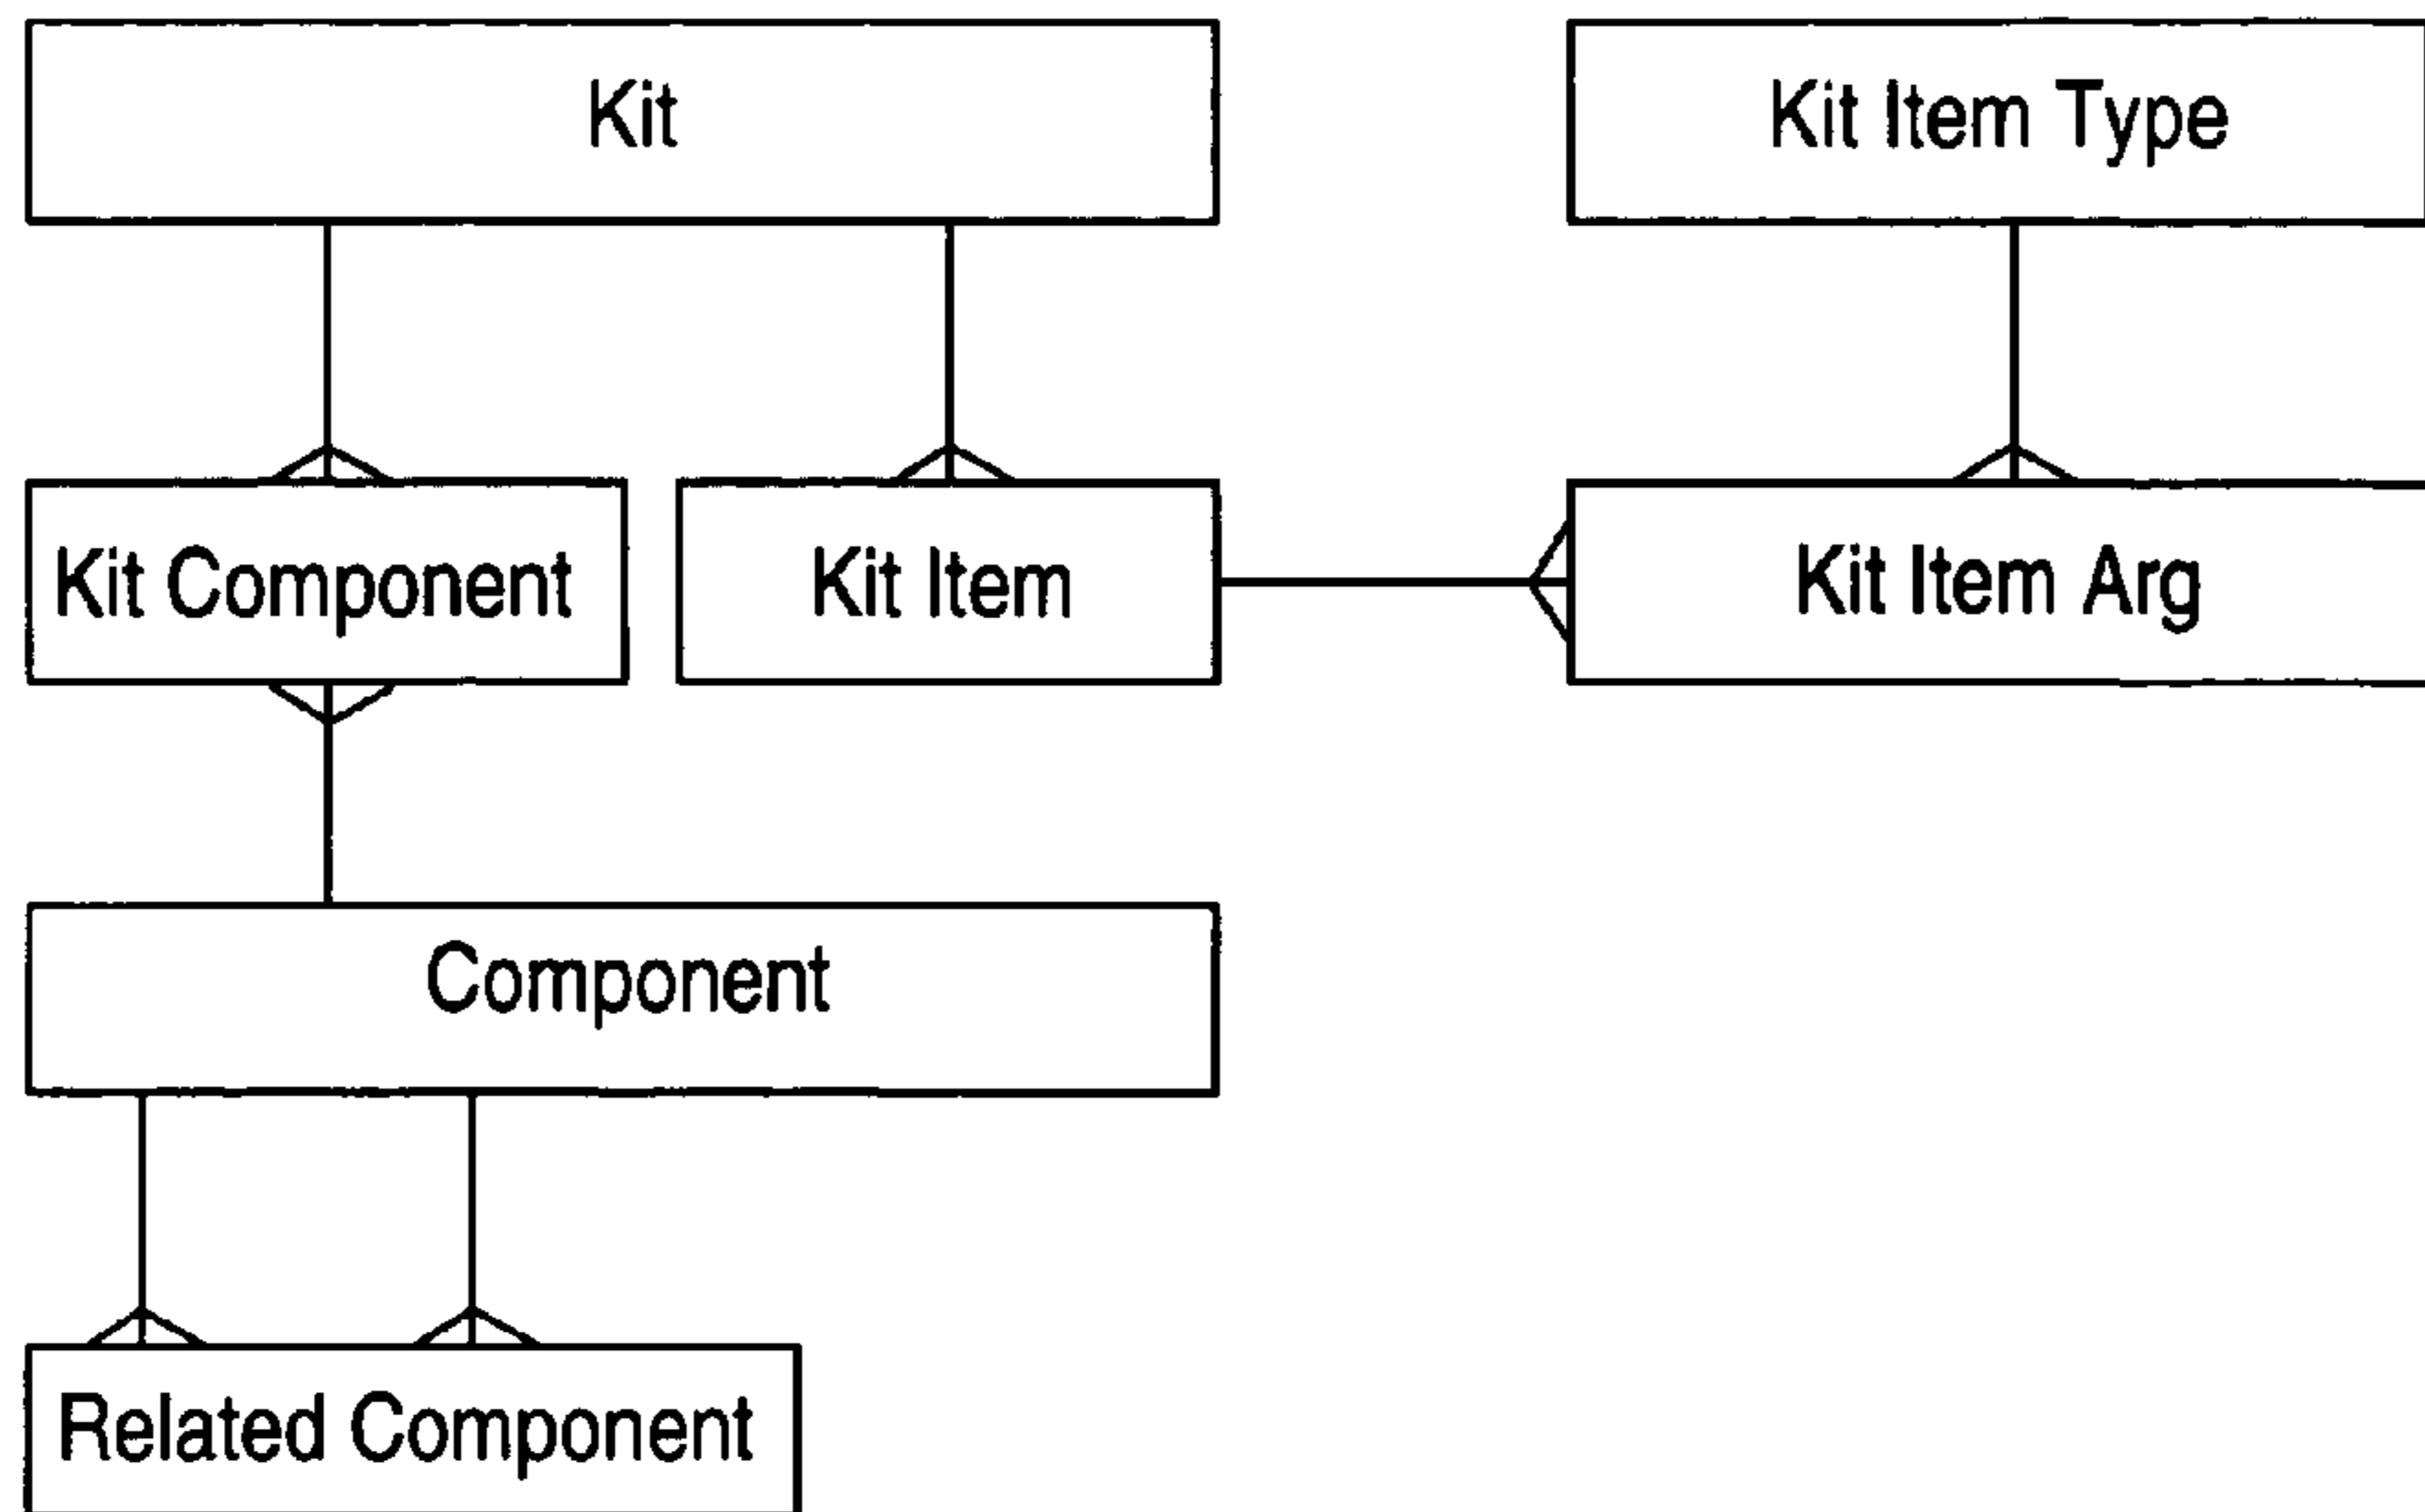 Kit
Kit Item Type
Kit Component
Kit Item
Kit Item Arg
Component
Related Component